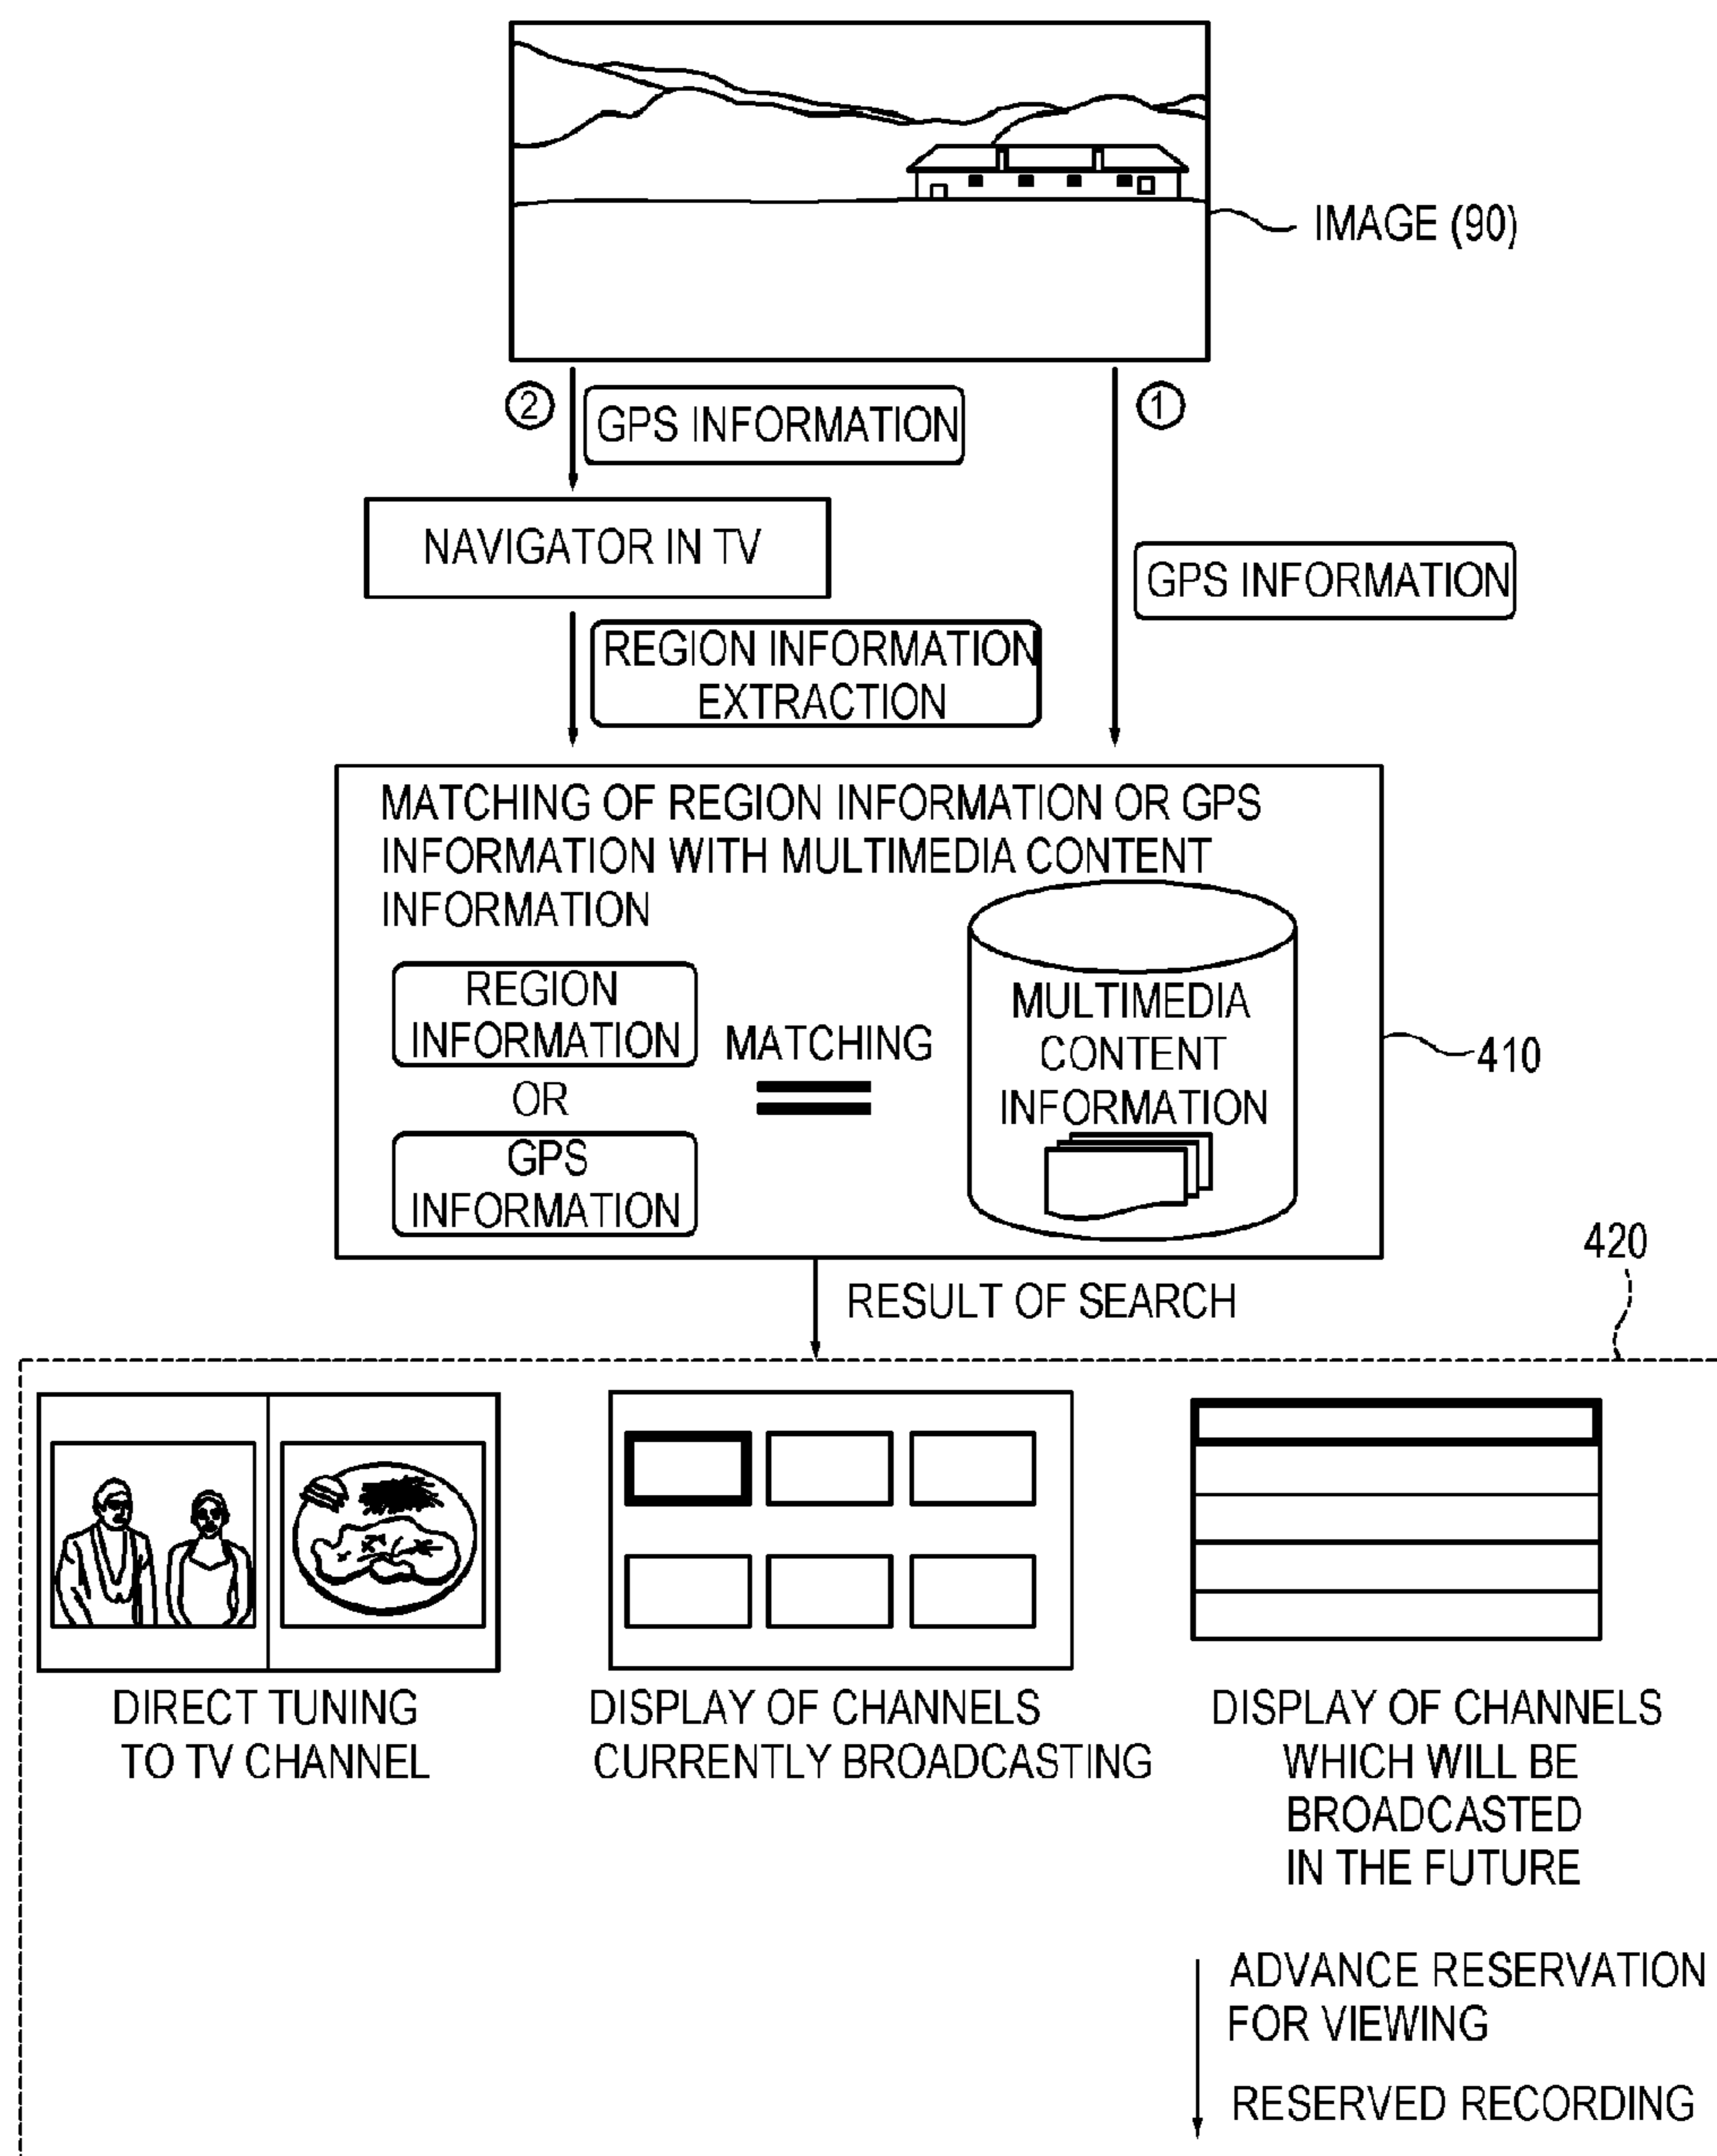 IMAGE (90)
② GPS INFORMATION
①
NAVIGATOR IN TV
GPS INFORMATION
REGION INFORMATION
EXTRACTION
MATCHING OF REGION INFORMATION OR GPS
INFORMATION WITH MULTIMEDIA CONTENT
INFORMATION
REGION
INFORMATION
OR
GPS
INFORMATION
MATCHING
MULTIMEDIA
CONTENT
INFORMATION
410
RESULT OF SEARCH
420
DIRECT TUNING
TO TV CHANNEL
DISPLAY OF CHANNELS
CURRENTLY BROADCASTING
DISPLAY OF CHANNELS
WHICH WILL BE
BROADCASTED
IN THE FUTURE
ADVANCE RESERVATION
FOR VIEWING
RESERVED RECORDING